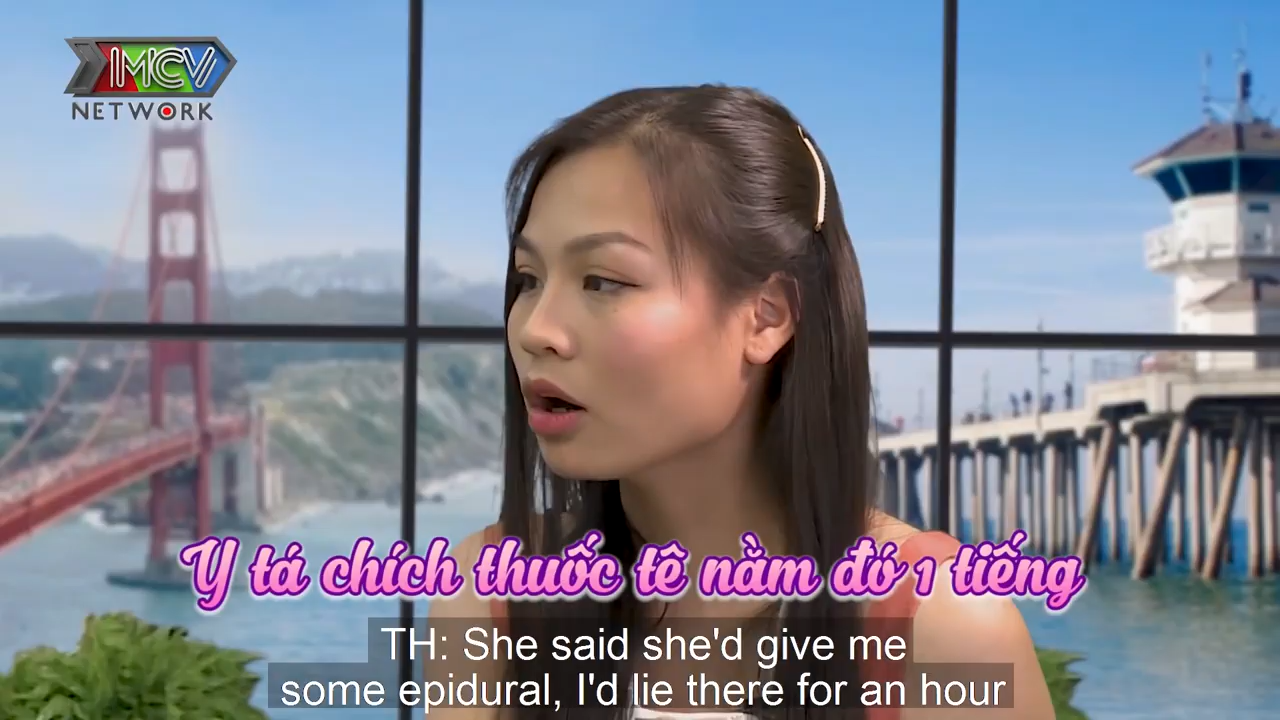 MCV
NETWORK
Y tá chích thuốc tê nằm đó 1 tiếng
TH: She said she'd give me
some epidural, I'd lie there for an hour